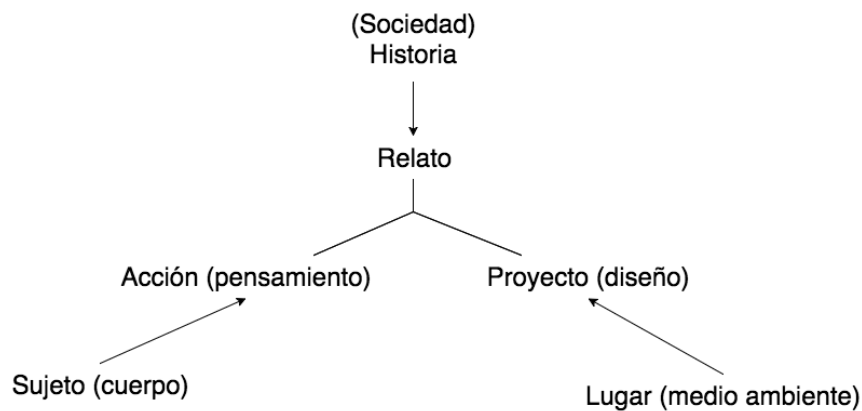 (Sociedad)
Historia
Relato
Acción (pensamiento)
Proyecto (diseño)
Sujeto (cuerpo)
Lugar (medio ambiente)